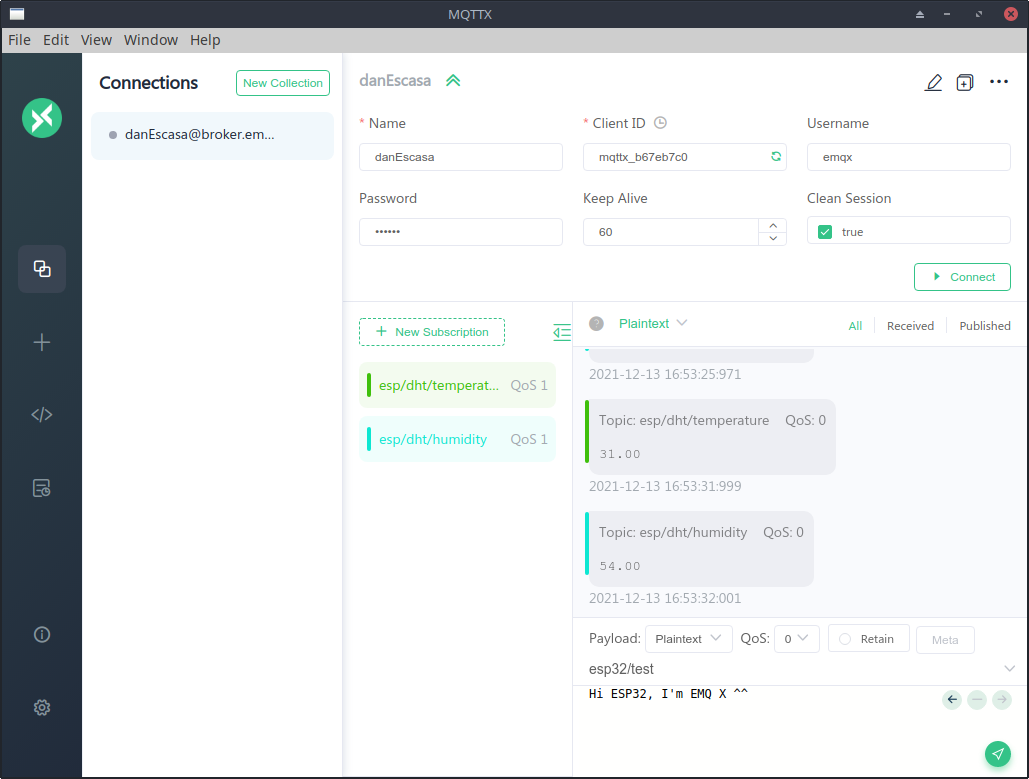 MQTTX
File Edit View Window Help
Connections
New Collection
danEscasa@broker.em...
danEscasa
* Name
* Client ID
Username
danEscasa
mqttx_b67eb7c0
emqx
Password
Keep Alive
Clean Session
••••••
60
true
Connect
+ New Subscription
esp/dht/temperat... QoS 1
esp/dht/humidity QoS 1
? Plaintext
All
Received
Published
2021-12-13 16:53:25:971
Topic: esp/dht/temperature QoS: 0
31.00
2021-12-13 16:53:31:999
Topic: esp/dht/humidity QoS: 0
54.00
2021-12-13 16:53:32:001
Payload: Plaintext QoS: 0 Retain Meta
esp32/test
Hi ESP32, I'm EMQ X ^^